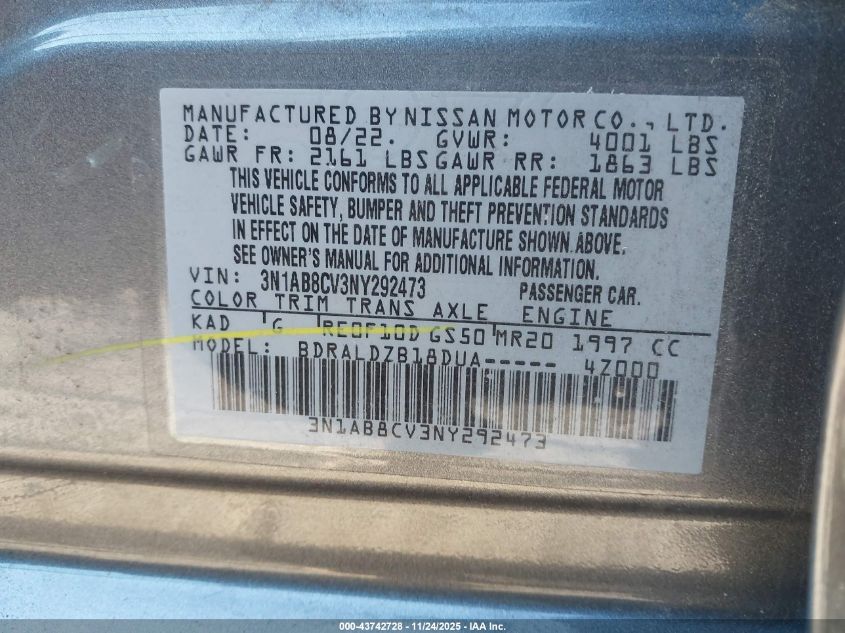 MANUFACTURED BY NISSAN MOTOR CO., LTD.
DATE: 08/22. GVWR: 4001 LBS
GAWR FR: 2161 LBS GAWR RR: 1863 LBS
THIS VEHICLE CONFORMS TO ALL APPLICABLE FEDERAL MOTOR
VEHICLE SAFETY, BUMPER AND THEFT PREVENTION STANDARDS
IN EFFECT ON THE DATE OF MANUFACTURE SHOWN ABOVE.
SEE OWNER'S MANUAL FOR ADDITIONAL INFORMATION.
VIN: 3N1AB8CV3NY292473 PASSENGER CAR.
COLOR TRIM TRANS AXLE ENGINE
KAD G RE0F10D GS50 MR20 1997 CC
MODEL: BDRALDZB18DUA----- 4Z000
3N1AB8CV3NY292473
000-43742728 - 11/24/2025 - IAA Inc.